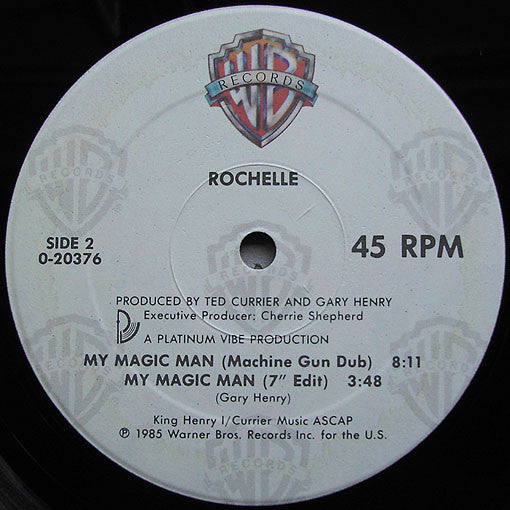 WB
RECORDS
ROCHELLE
SIDE 2
0-20376
45 RPM
PRODUCED BY TED CURRIER AND GARY HENRY
Executive Producer: Cherrie Shepherd
A PLATINUM VIBE PRODUCTION
MY MAGIC MAN (Machine Gun Dub) 8:11
MY MAGIC MAN (7" Edit) 3:48
(Gary Henry)
King Henry I/Currier Music ASCAP
℗ 1985 Warner Bros. Records Inc. for the U.S.